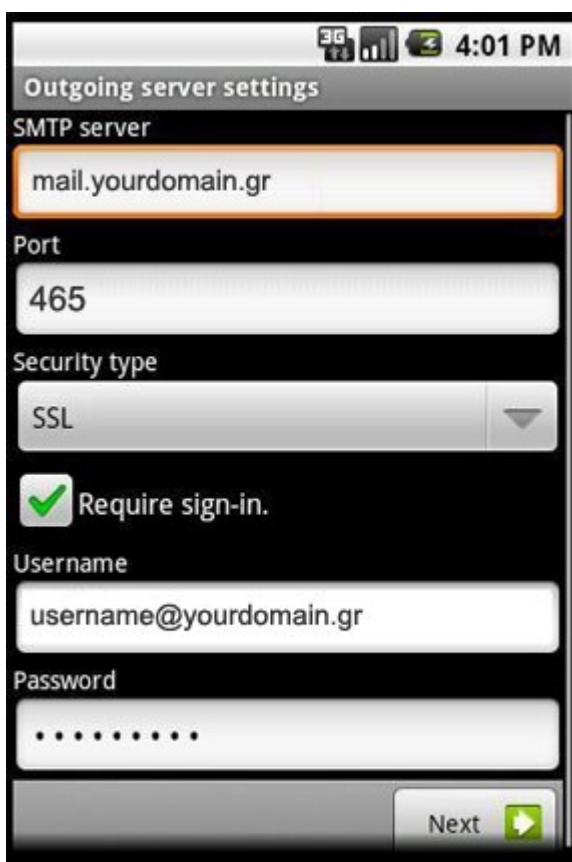 3G
4:01 PM
Outgoing server settings
SMTP server
mail.yourdomain.gr
Port
465
Security type
SSL
Require sign-in.
Username
username@yourdomain.gr
Password
•••••••••
Next